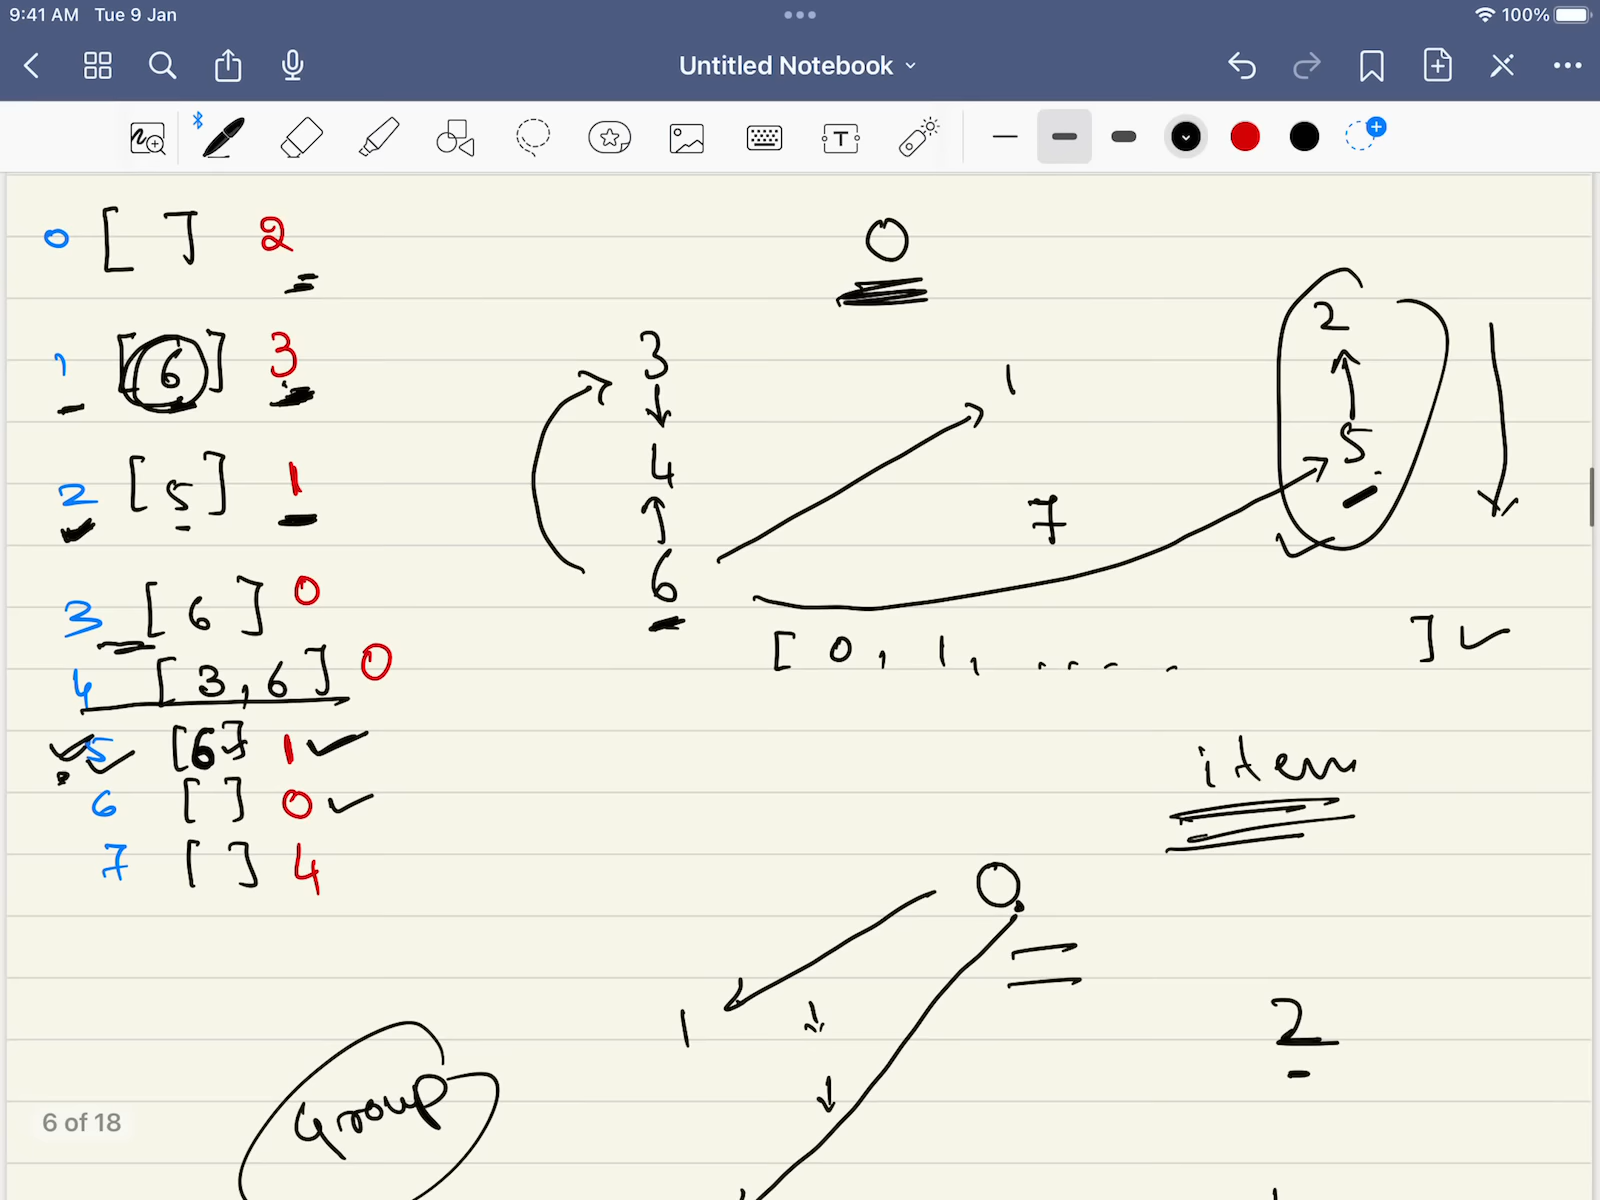 9:41 AM Tue 9 Jan
100%
Untitled Notebook
T
0 [ ] 2
0
1 [6] 3
2 [5] 1
3 [6] 0
4 [3,6] 0
5 [6] 1
6 [ ] 0
7 [ ] 4
3
4
6
1
7
2
5
[ 0, 1, ..... ]
item
0
1
2
Group
6 of 18